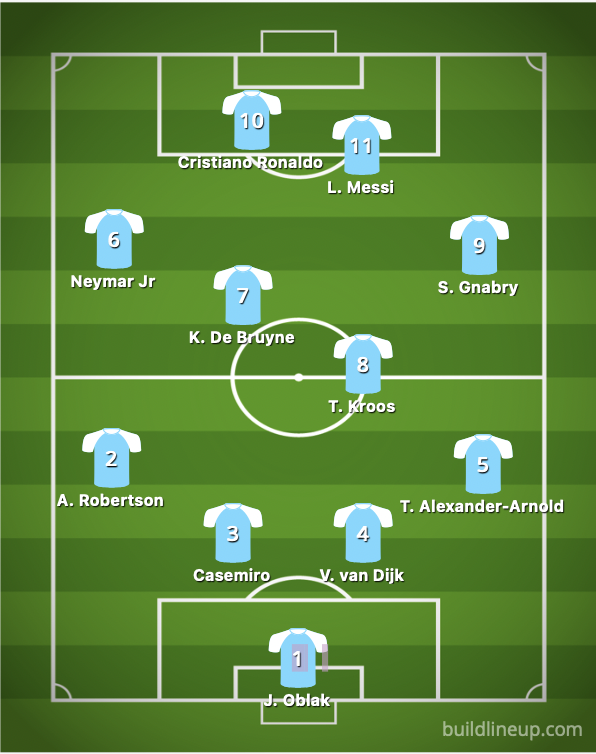 10
Cristiano Ronaldo
11
L. Messi
6
Neymar Jr
9
S. Gnabry
7
K. De Bruyne
8
T. Kroos
2
A. Robertson
5
T. Alexander-Arnold
3
Casemiro
4
V. van Dijk
1
J. Oblak
buildlineup.com